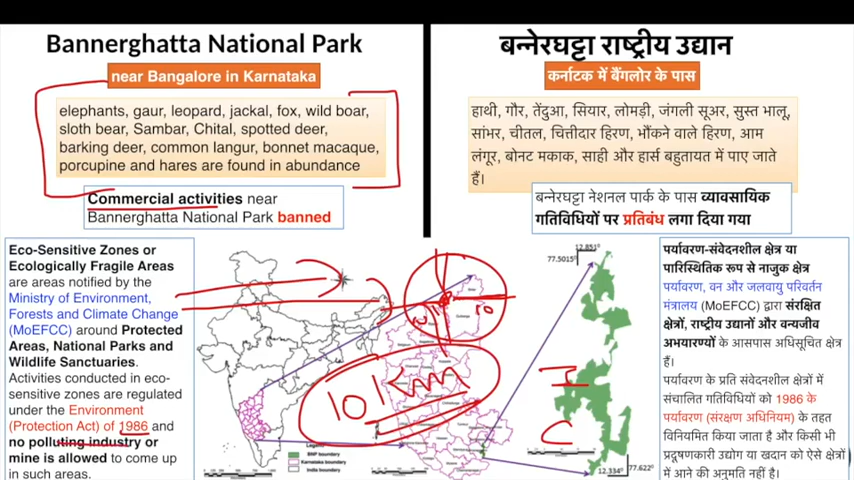 Bannerghatta National Park
near Bangalore in Karnataka
elephants, gaur, leopard, jackal, fox, wild boar,
sloth bear, Sambar, Chital, spotted deer,
barking deer, common langur, bonnet macaque,
porcupine and hares are found in abundance
Commercial activities near
Bannerghatta National Park banned
Eco-Sensitive Zones or
Ecologically Fragile Areas
are areas notified by the
Ministry of Environment,
Forests and Climate Change
(MoEFCC) around Protected
Areas, National Parks and
Wildlife Sanctuaries.
Activities conducted in eco-
sensitive zones are regulated
under the Environment
(Protection Act) of 1986 and
no polluting industry or
mine is allowed to come up
in such areas.
10
10 Km
BNP boundary
Karnataka boundary
India boundary
बन्नेरघट्टा राष्ट्रीय उद्यान
कर्नाटक में बैंगलोर के पास
हाथी, गौर, तेंदुआ, सियार, लोमड़ी, जंगली सूअर, सुस्त भालू,
सांभर, चीतल, चित्तीदार हिरण, भौंकने वाले हिरण, आम
लंगूर, बोनट मकाक, साही और हार्स बहुतायत में पाए जाते
हैं।
बन्नेरघट्टा नेशनल पार्क के पास व्यावसायिक
गतिविधियों पर प्रतिबंध लगा दिया गया
12.851
77.5015
I
C
12.334
77.622
पर्यावरण-संवेदनशील क्षेत्र या
पारिस्थितिक रूप से नाजुक क्षेत्र
पर्यावरण, वन और जलवायु परिवर्तन
मंत्रालय (MoEFCC) द्वारा संरक्षित
क्षेत्रों, राष्ट्रीय उद्यानों और वन्यजीव
अभयारण्यों के आसपास अधिसूचित क्षेत्र
हैं।
पर्यावरण के प्रति संवेदनशील क्षेत्रों में
संचालित गतिविधियों को 1986 के
पर्यावरण (संरक्षण अधिनियम) के तहत
विनियमित किया जाता है और किसी भी
प्रदूषणकारी उद्योग या खदान को ऐसे क्षेत्रों
में आने की अनुमति नहीं है।